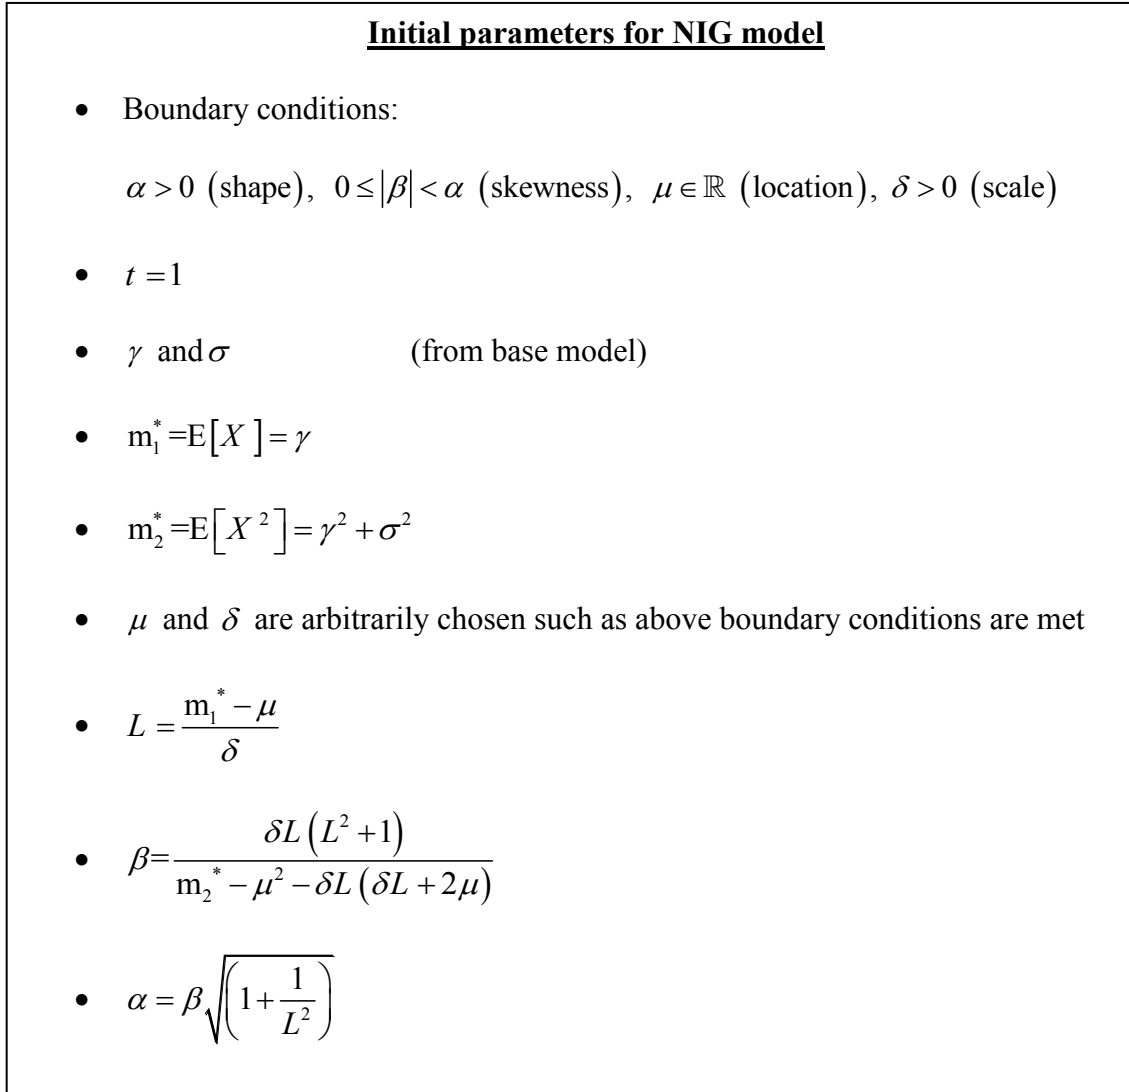 Initial parameters for NIG model
• Boundary conditions:
α > 0 (shape), 0 ≤ |β| < α (skewness), μ ∈ ℝ (location), δ > 0 (scale)
• t = 1
• γ and σ (from base model)
• m₁* =E[X ] = γ
• m₂* =E[X ²] = γ² + σ²
• μ and δ are arbitrarily chosen such as above boundary conditions are met
• L = (m₁* − μ) / δ
• β= δL(L² +1) / (m₂* − μ² − δL(δL + 2μ))
• α = β√(1 + 1/L²)